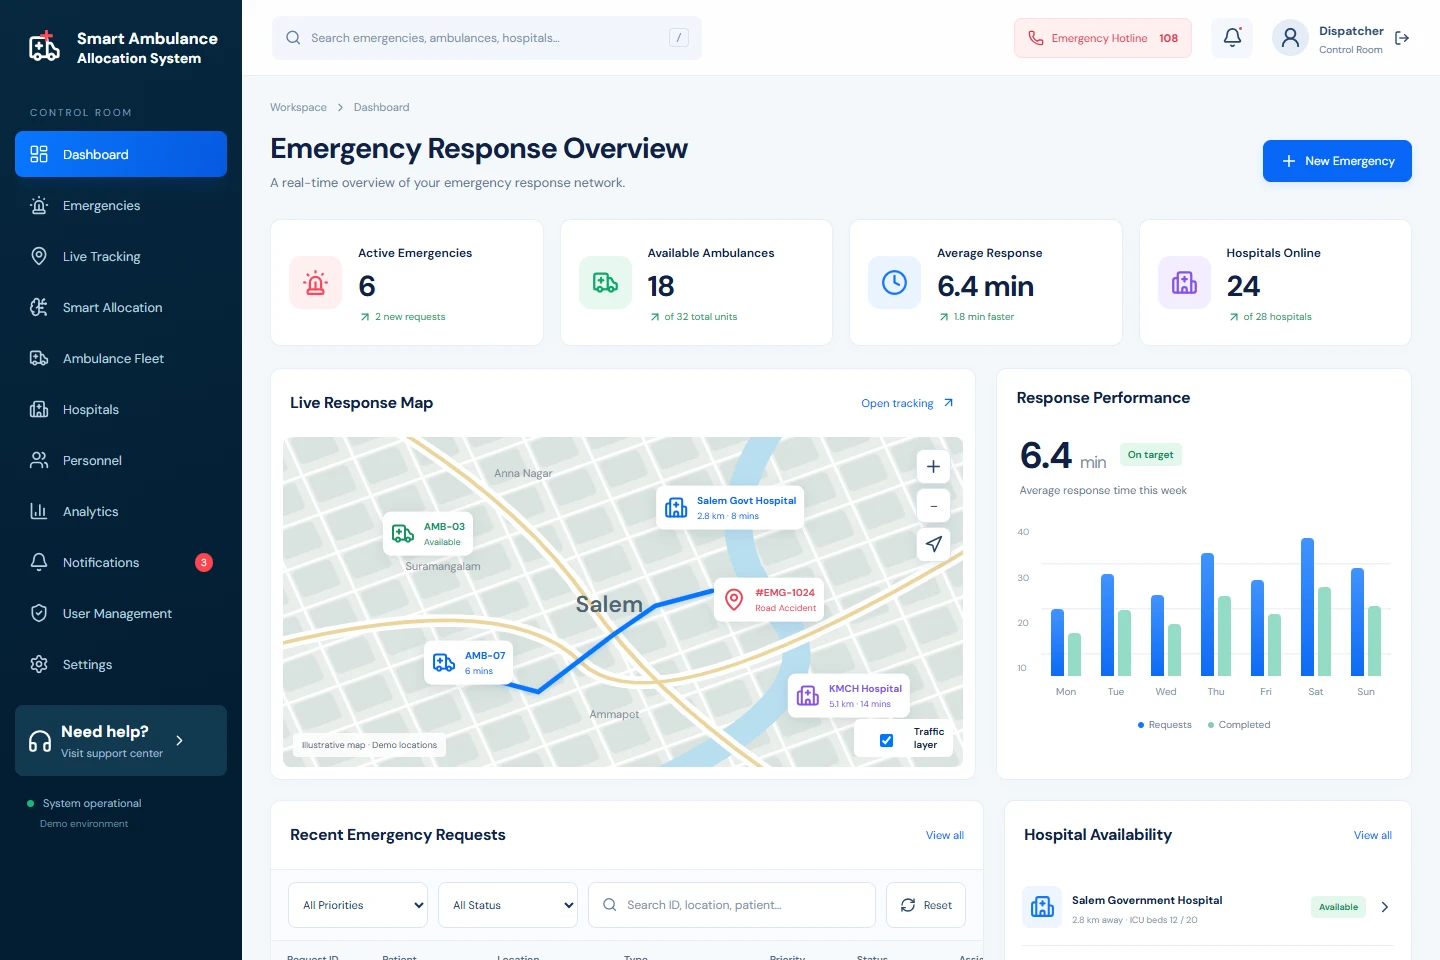 Smart Ambulance
Allocation System
CONTROL ROOM
Dashboard
Emergencies
Live Tracking
Smart Allocation
Ambulance Fleet
Hospitals
Personnel
Analytics
Notifications 3
User Management
Settings
Need help?
Visit support center
System operational
Demo environment
Search emergencies, ambulances, hospitals... /
Emergency Hotline 108
Dispatcher
Control Room
Workspace > Dashboard
Emergency Response Overview
A real-time overview of your emergency response network.
+ New Emergency
Active Emergencies
6
2 new requests
Available Ambulances
18
of 32 total units
Average Response
6.4 min
1.8 min faster
Hospitals Online
24
of 28 hospitals
Live Response Map
Open tracking
Anna Nagar
Salem Govt Hospital
2.8 km · 8 mins
AMB-03
Available
Suramangalam
Salem
#EMG-1024
Road Accident
AMB-07
6 mins
KMCH Hospital
5.1 km · 14 mins
Ammapet
Illustrative map · Demo locations
Traffic
layer
+
−
Response Performance
6.4 min On target
Average response time this week
40
30
20
10
Mon Tue Wed Thu Fri Sat Sun
Requests Completed
Recent Emergency Requests
View all
All Priorities
All Status
Search ID, location, patient...
Reset
Request ID Patient Location Type Priority Status
Hospital Availability
View all
Salem Government Hospital
2.8 km away · ICU beds 12 / 20
Available